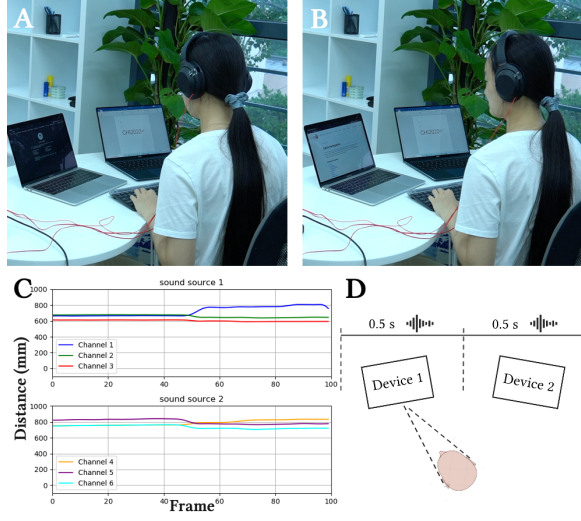 A
B
CHI2023
C
sound source 1
Distance (mm)
1000
800
600
400
200
0
Channel 1
Channel 2
Channel 3
0
20
40
60
80
100
sound source 2
1000
800
600
400
200
0
Channel 4
Channel 5
Channel 6
0
20
40
60
80
100
Frame
D
0.5 s
0.5 s
Device 1
Device 2